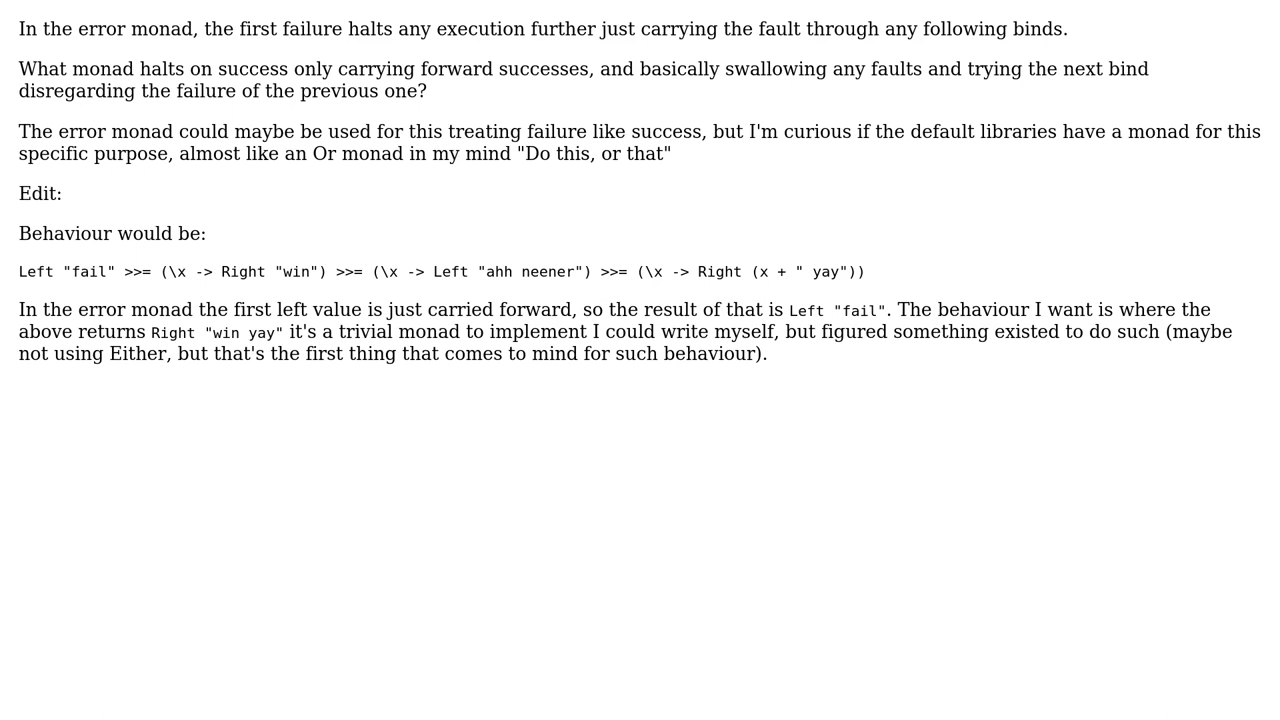 In the error monad, the first failure halts any execution further just carrying the fault through any following binds.
What monad halts on success only carrying forward successes, and basically swallowing any faults and trying the next bind
disregarding the failure of the previous one?
The error monad could maybe be used for this treating failure like success, but I'm curious if the default libraries have a monad for this
specific purpose, almost like an Or monad in my mind "Do this, or that"
Edit:
Behaviour would be:
Left "fail" >>= (\x -> Right "win") >>= (\x -> Left "ahh neener") >>= (\x -> Right (x + " yay"))
In the error monad the first left value is just carried forward, so the result of that is Left "fail". The behaviour I want is where the
above returns Right "win yay" it's a trivial monad to implement I could write myself, but figured something existed to do such (maybe
not using Either, but that's the first thing that comes to mind for such behaviour).